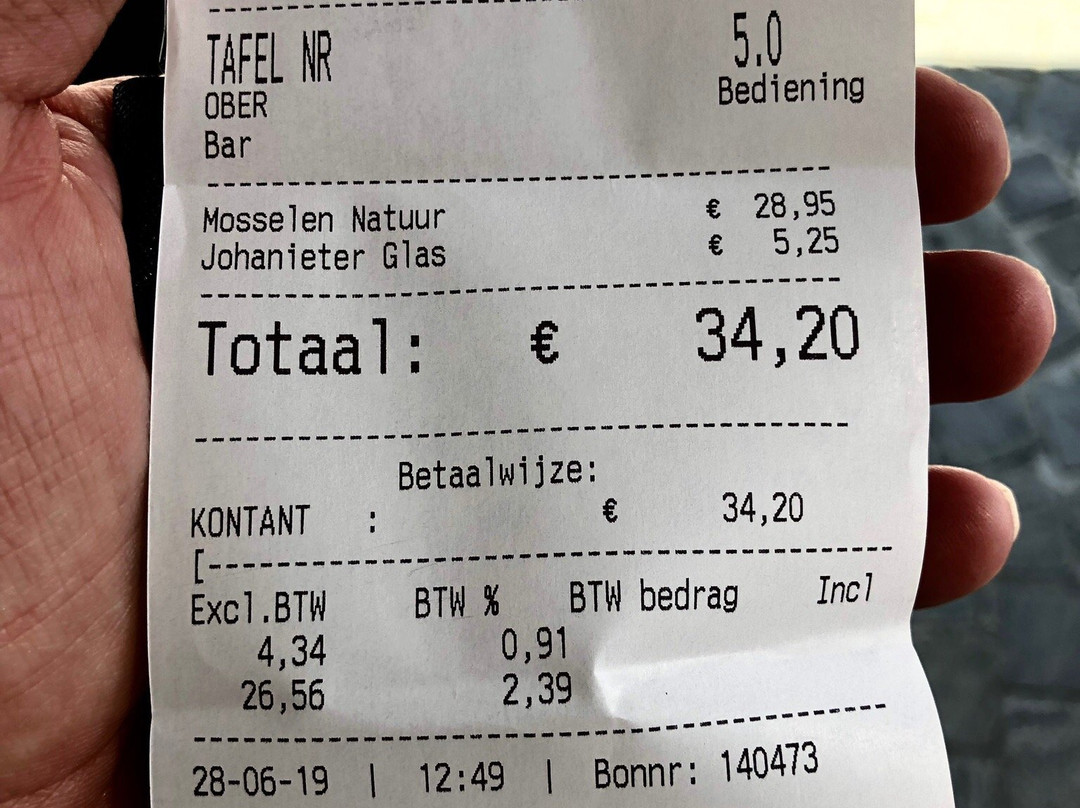 TAFEL NR 5.0
OBER Bediening
Bar
Mosselen Natuur € 28,95
Johanieter Glas € 5,25
Totaal: € 34,20
Betaalwijze:
KONTANT : € 34,20
[
Excl.BTW BTW % BTW bedrag Incl
4,34 0,91
26,56 2,39
28-06-19 | 12:49 | Bonnr: 140473